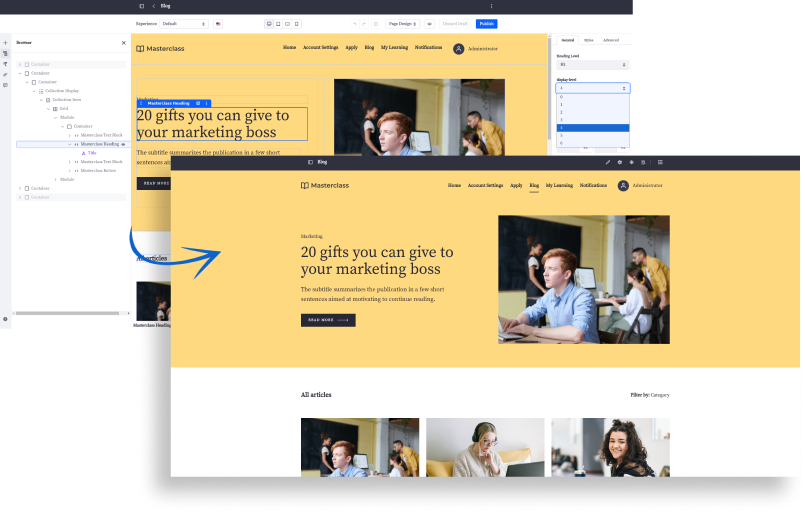 Blog
Experience Default
Page Design
Discard Draft
Publish
Browser
Container
Container
Container
Collection Display
Collection Item
Grid
Module
Container
Masterclass Text Block
Masterclass Heading
Title
Masterclass Text Block
Masterclass Button
Module
Container
Container
Masterclass
Home Account Settings Apply Blog My Learning Notifications Administrator
Masterclass Heading
20 gifts you can give to
your marketing boss
The subtitle summarizes the publication in a few short
sentences
READ MORE
All articles
Masterclass Heading
General Styles Advanced
Heading Level
H1
display-level
4
0
1
2
3
4
5
6
Blog
Masterclass
Home Account Settings Apply Blog My Learning Notifications Administrator
Marketing
20 gifts you can give to
your marketing boss
The subtitle summarizes the publication in a few short
sentences aimed at motivating to continue reading.
READ MORE
All articles
Filter by: Category